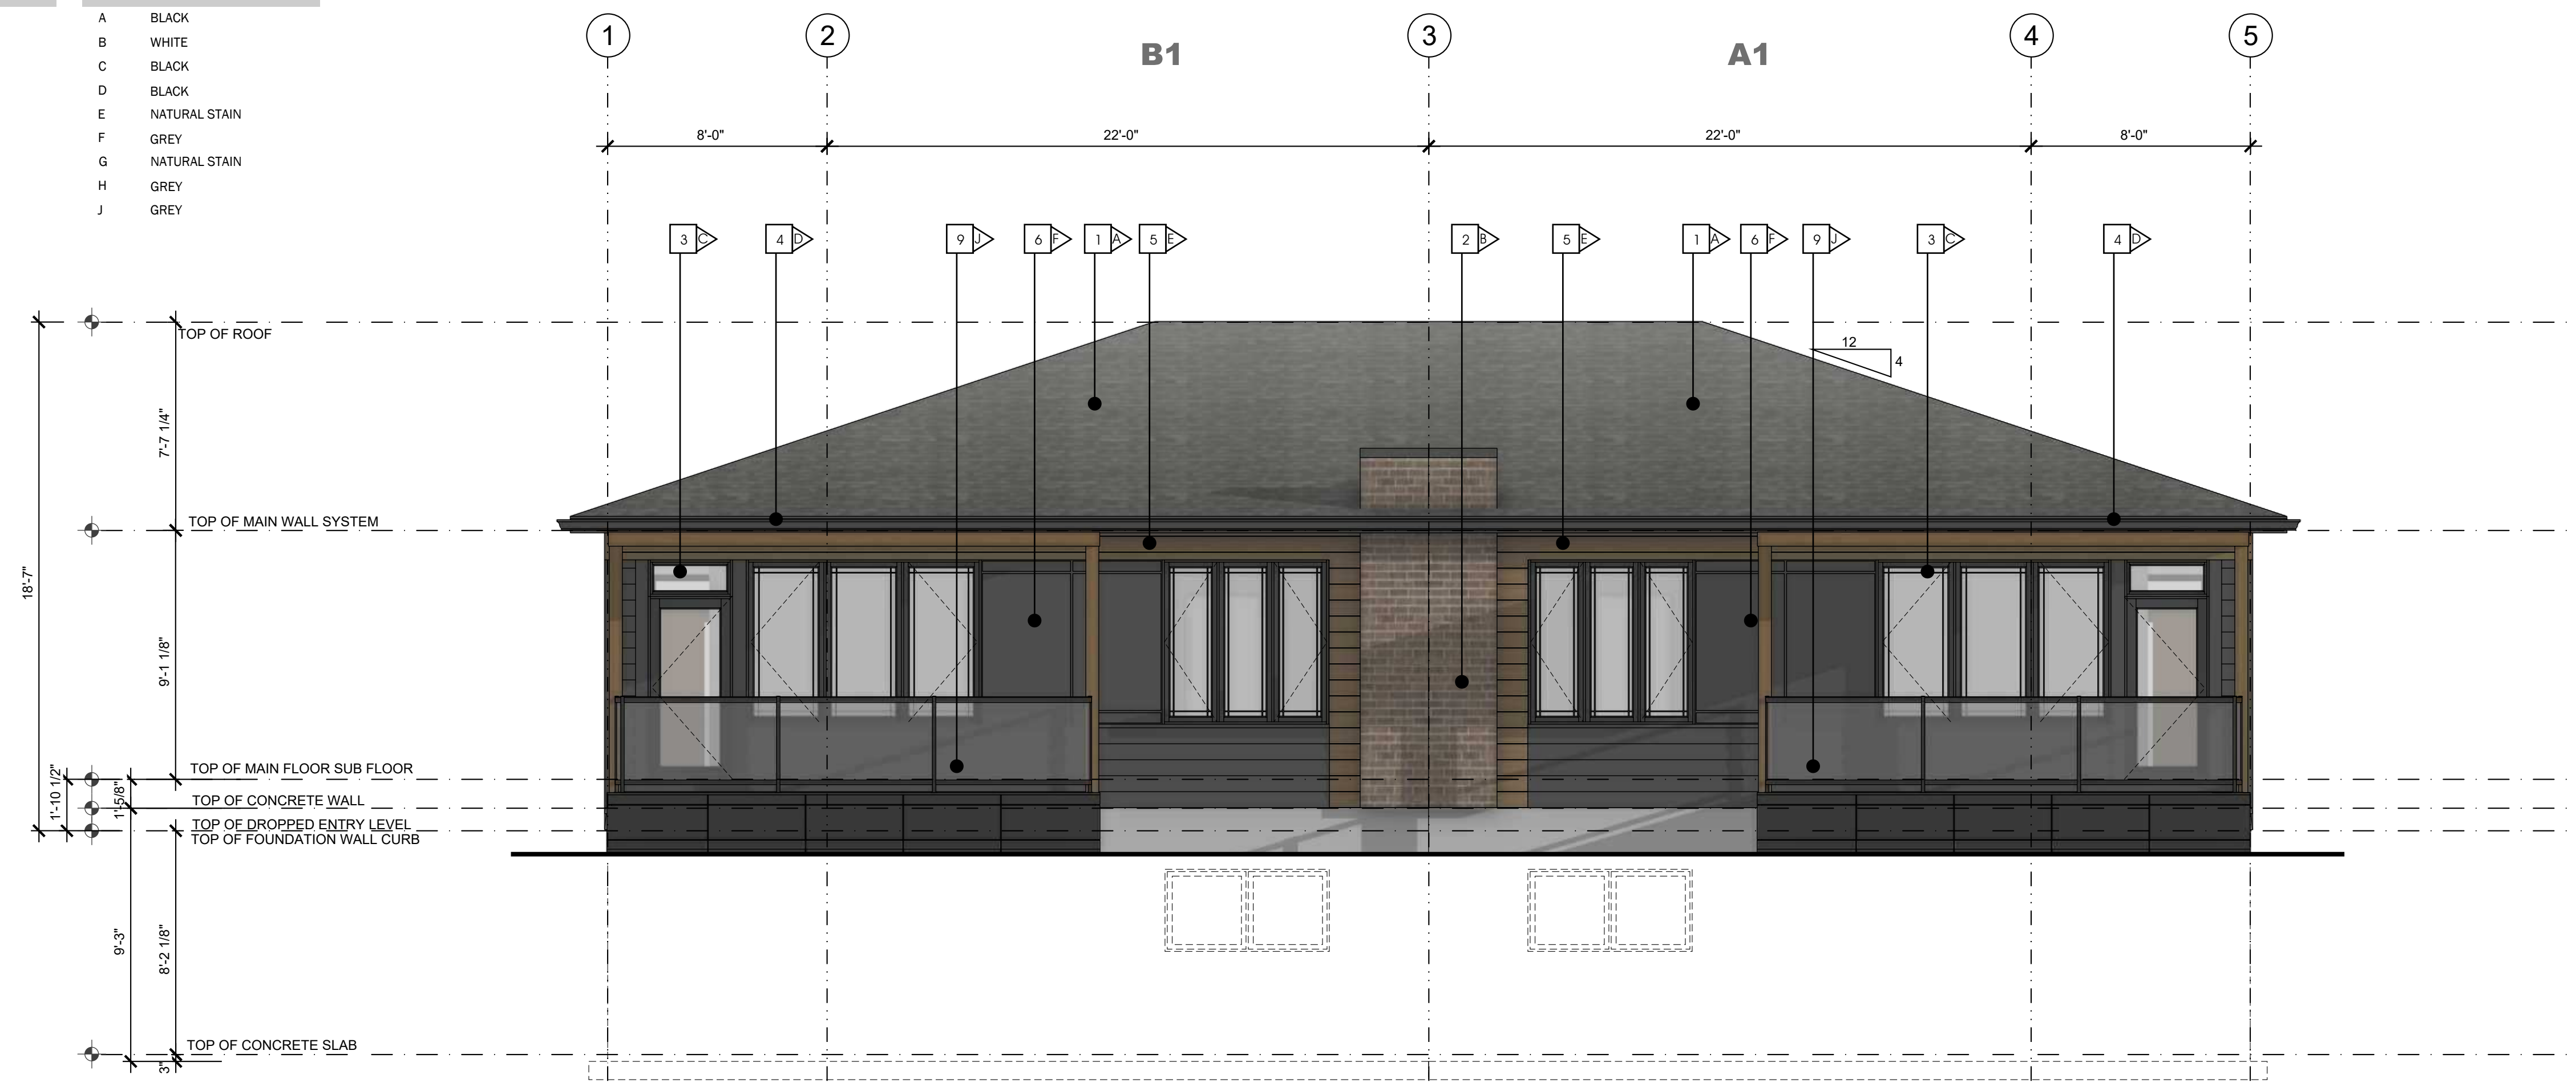 A BLACK
B WHITE
C BLACK
D BLACK
E NATURAL STAIN
F GREY
G NATURAL STAIN
H GREY
J GREY
1 2 B1 3 A1 4 5
8'-0" 22'-0" 22'-0" 8'-0"
3 C 4 D 9 J 6 F 1 A 5 E 2 B 5 E 1 A 6 F 9 J 3 C 4 D
TOP OF ROOF
12
4
7'-7 1/4"
TOP OF MAIN WALL SYSTEM
18'-7"
9'-1 1/8"
TOP OF MAIN FLOOR SUB FLOOR
1'-10 1/2"
1'-5/8"
TOP OF CONCRETE WALL
TOP OF DROPPED ENTRY LEVEL
TOP OF FOUNDATION WALL CURB
9'-3"
8'-2 1/8"
TOP OF CONCRETE SLAB
3"